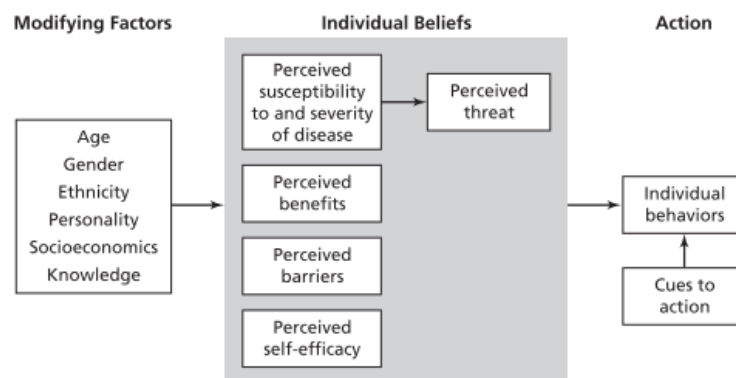 Modifying Factors
Individual Beliefs
Action
Age
Gender
Ethnicity
Personality
Socioeconomics
Knowledge
Perceived
susceptibility
to and severity
of disease
Perceived
threat
Perceived
benefits
Perceived
barriers
Perceived
self-efficacy
Individual
behaviors
Cues to
action